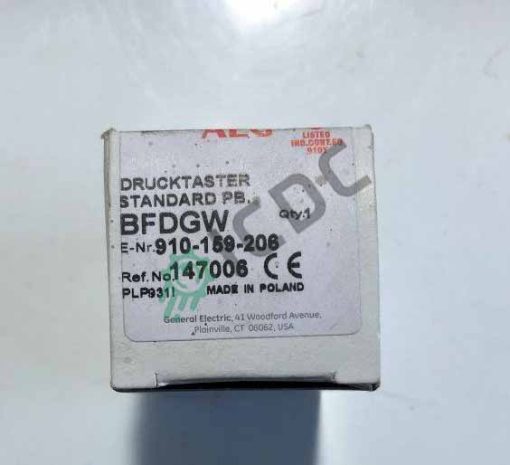 AEG
LISTED
IND.CONT.EQ
DRUCKTASTER
STANDARD PB.
BFDGW Qty.1
E-Nr. 910-159-206
Ref. No. 147006 CE
PLP931I MADE IN POLAND
General Electric, 41 Woodford Avenue,
Plainville, CT 06062, USA
ICDC